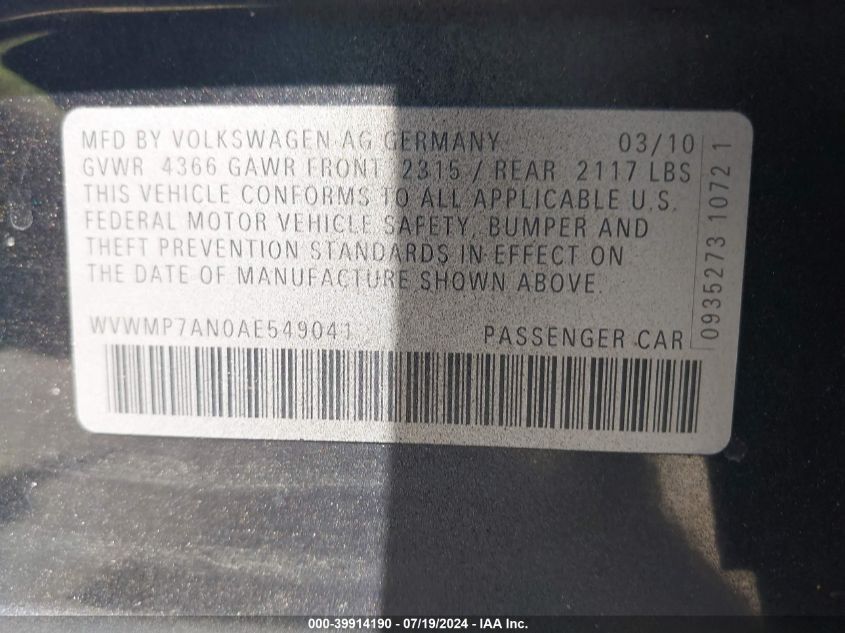 MFD BY VOLKSWAGEN AG GERMANY 03/10
GVWR 4366 GAWR FRONT 2315 / REAR 2117 LBS
THIS VEHICLE CONFORMS TO ALL APPLICABLE U.S.
FEDERAL MOTOR VEHICLE SAFETY, BUMPER AND
THEFT PREVENTION STANDARDS IN EFFECT ON
THE DATE OF MANUFACTURE SHOWN ABOVE.
WVWMP7AN0AE549041 PASSENGER CAR
0935273 1072 1
000-39914190 - 07/19/2024 - IAA Inc.